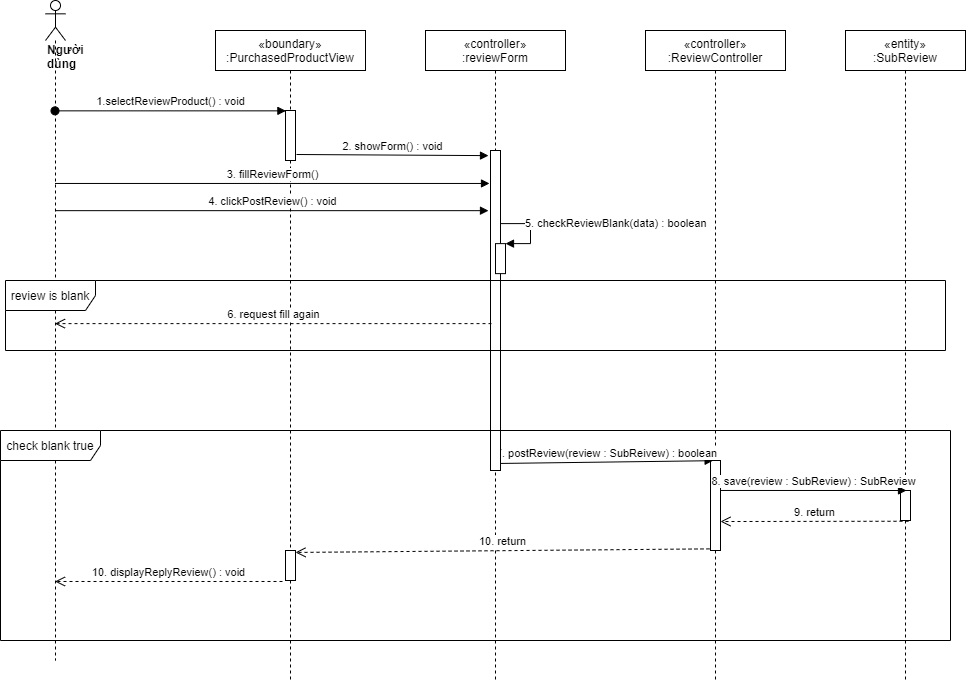 Người
dùng
«boundary»
:PurchasedProductView
«controller»
:reviewForm
«controller»
:ReviewController
«entity»
:SubReview
1.selectReviewProduct() : void
2. showForm() : void
3. fillReviewForm()
4. clickPostReview() : void
5. checkReviewBlank(data) : boolean
review is blank
6. request fill again
check blank true
. postReview(review : SubReivew) : boolean
8. save(review : SubReview) : SubReview
9. return
10. return
10. displayReplyReview() : void